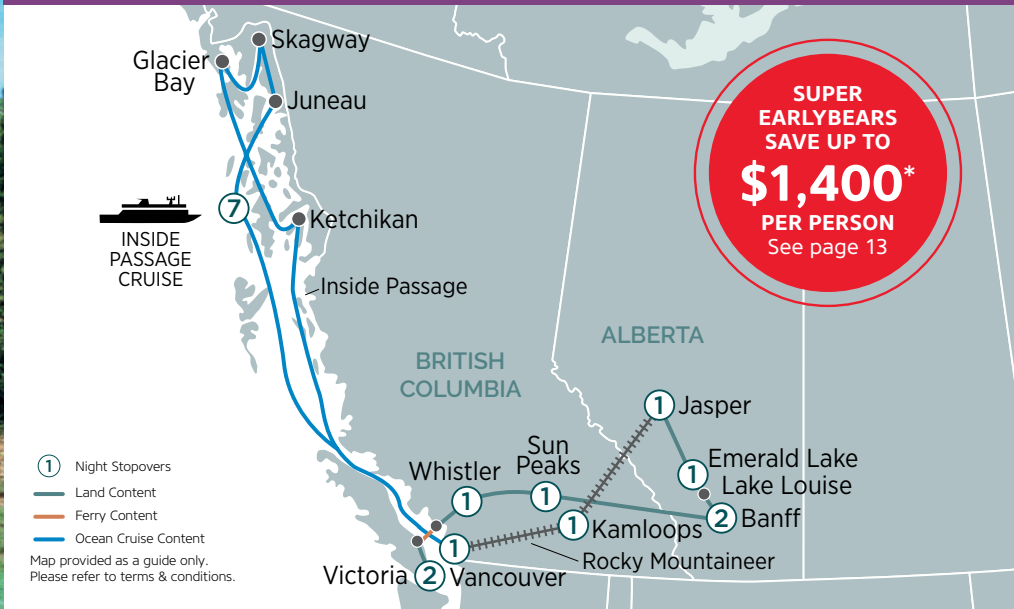 Skagway
Glacier
Bay
Juneau
7
INSIDE
PASSAGE
CRUISE
Ketchikan
Inside Passage
SUPER
EARLYBEARS
SAVE UP TO
$1,400*
PER PERSON
See page 13
ALBERTA
BRITISH
COLUMBIA
1 Jasper
Sun
Peaks
Whistler
1
1
1
Emerald Lake
Lake Louise
2 Banff
1 Kamloops
Rocky Mountaineer
1
Victoria 2 Vancouver
1 Night Stopovers
Land Content
Ferry Content
Ocean Cruise Content
Map provided as a guide only.
Please refer to terms & conditions.